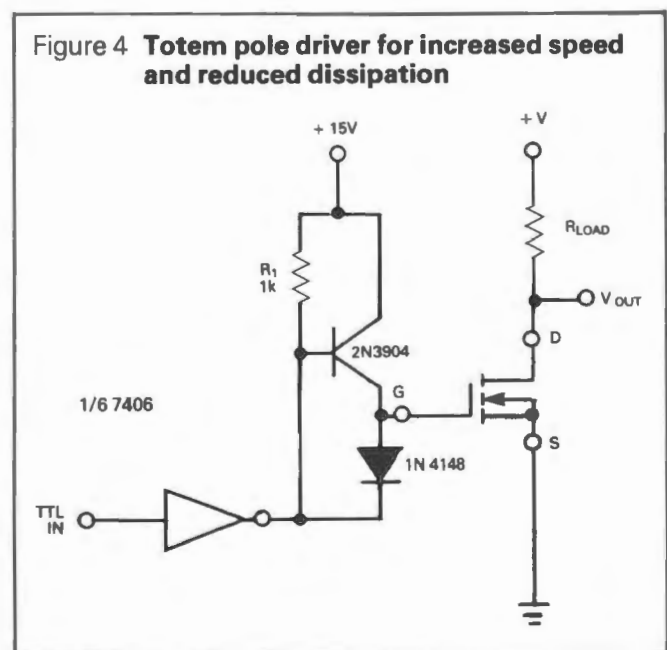 Figure 4 Totem pole driver for increased speed
and reduced dissipation
+ 15V
+ V
R1
1k
RLOAD
VOUT
D
2N3904
G
1/6 7406
S
1N 4148
TTL
IN